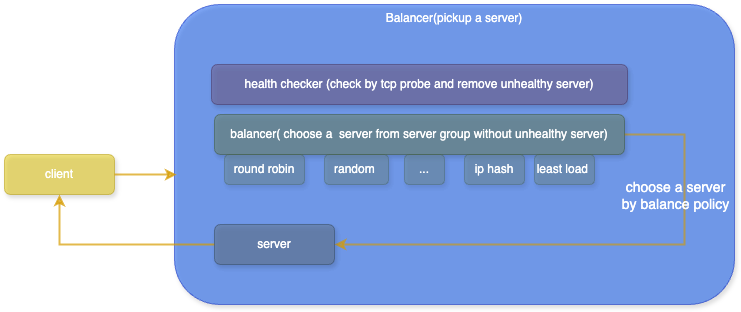 Balancer(pickup a server)
health checker (check by tcp probe and remove unhealthy server)
balancer( choose a server from server group without unhealthy server)
round robin
random
...
ip hash
least load
client
choose a server
by balance policy
server